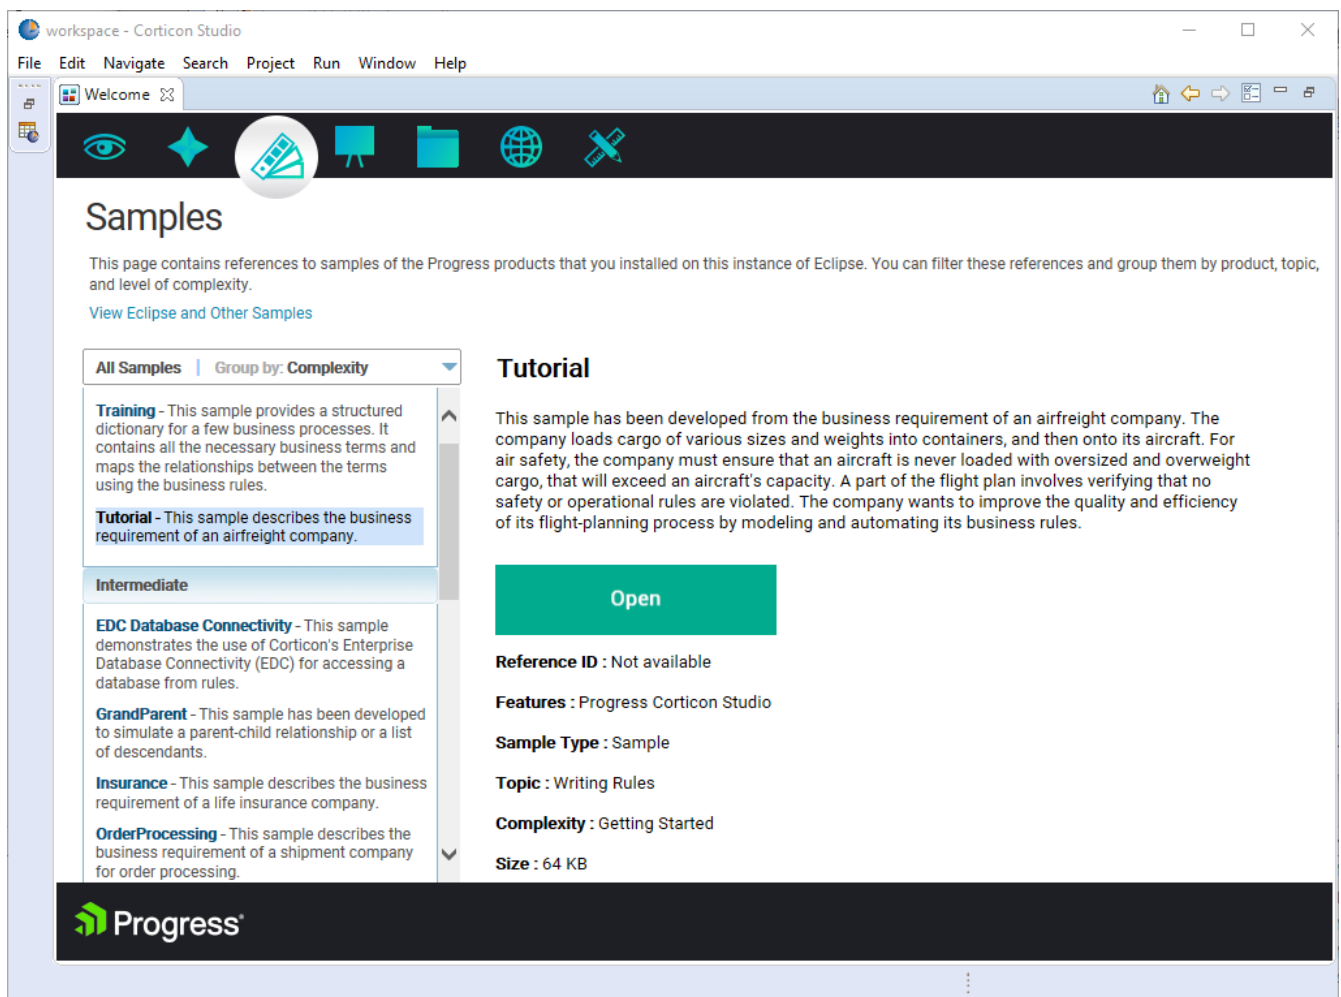 workspace - Corticon Studio
File Edit Navigate Search Project Run Window Help
Welcome
Samples
This page contains references to samples of the Progress products that you installed on this instance of Eclipse. You can filter these references and group them by product, topic,
and level of complexity.
View Eclipse and Other Samples
All Samples | Group by: Complexity
Training - This sample provides a structured
dictionary for a few business processes. It
contains all the necessary business terms and
maps the relationships between the terms
using the business rules.
Tutorial - This sample describes the business
requirement of an airfreight company.
Intermediate
EDC Database Connectivity - This sample
demonstrates the use of Corticon's Enterprise
Database Connectivity (EDC) for accessing a
database from rules.
GrandParent - This sample has been developed
to simulate a parent-child relationship or a list
of descendants.
Insurance - This sample describes the business
requirement of a life insurance company.
OrderProcessing - This sample describes the
business requirement of a shipment company
for order processing.
Tutorial
This sample has been developed from the business requirement of an airfreight company. The
company loads cargo of various sizes and weights into containers, and then onto its aircraft. For
air safety, the company must ensure that an aircraft is never loaded with oversized and overweight
cargo, that will exceed an aircraft's capacity. A part of the flight plan involves verifying that no
safety or operational rules are violated. The company wants to improve the quality and efficiency
of its flight-planning process by modeling and automating its business rules.
Open
Reference ID : Not available
Features : Progress Corticon Studio
Sample Type : Sample
Topic : Writing Rules
Complexity : Getting Started
Size : 64 KB
Progress®